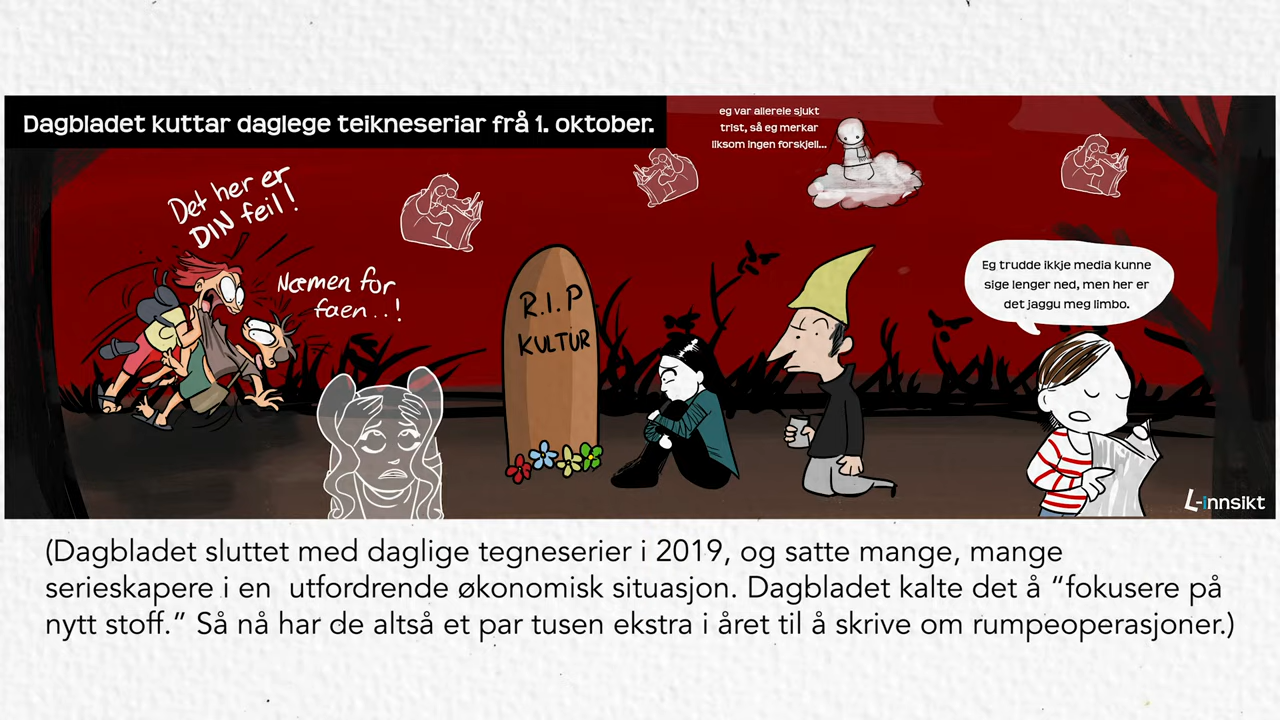 Dagbladet kuttar daglege teikneseriar frå 1. oktober.
eg var allereie sjukt
trist, så eg merkar
liksom ingen forskjell...
Det her er
DIN feil!
Næmen for
faen..!
R.I.P
KULTUR
Eg trudde ikkje media kunne
sige lenger ned, men her er
det jaggu meg limbo.
L-innsikt
(Dagbladet sluttet med daglige tegneserier i 2019, og satte mange, mange
serieskapere i en  utfordrende økonomisk situasjon. Dagbladet kalte det å “fokusere på
nytt stoff.” Så nå har de altså et par tusen ekstra i året til å skrive om rumpeoperasjoner.)